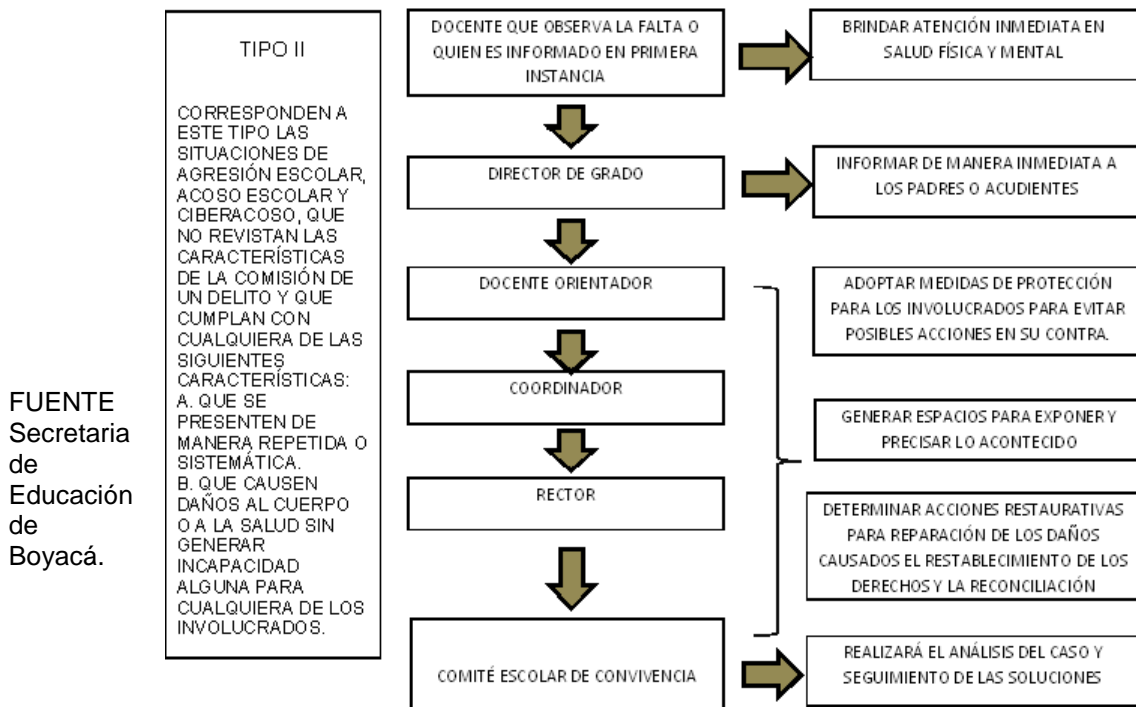 FUENTE
Secretaria
de
Educación
de
Boyacá.
TIPO II
CORRESPONDEN A
ESTE TIPO LAS
SITUACIONES DE
AGRESIÓN ESCOLAR,
ACOSO ESCOLAR Y
CIBERACOSO, QUE
NO REVISTAN LAS
CARACTERÍSTICAS
DE LA COMISIÓN DE
UN DELITO Y QUE
CUMPLAN CON
CUALQUIERA DE LAS
SIGUIENTES
CARACTERÍSTICAS:
A. QUE SE
PRESENTEN DE
MANERA REPETIDA O
SISTEMÁTICA.
B. QUE CAUSEN
DAÑOS AL CUERPO
O A LA SALUD SIN
GENERAR
INCAPACIDAD
ALGUNA PARA
CUALQUIERA DE LOS
INVOLUCRADOS.
DOCENTE QUE OBSERVA LA FALTA O
QUIEN ES INFORMADO EN PRIMERA
INSTANCIA
BRINDAR ATENCIÓN INMEDIATA EN
SALUD FÍSICA Y MENTAL
DIRECTOR DE GRADO
INFORMAR DE MANERA INMEDIATA A
LOS PADRES O ACUDIENTES
DOCENTE ORIENTADOR
ADOPTAR MEDIDAS DE PROTECCIÓN
PARA LOS INVOLUCRADOS PARA EVITAR
POSIBLES ACCIONES EN SU CONTRA.
COORDINADOR
GENERAR ESPACIOS PARA EXPONER Y
PRECISAR LO ACONTECIDO
RECTOR
DETERMINAR ACCIONES RESTAURATIVAS
PARA REPARACIÓN DE LOS DAÑOS
CAUSADOS EL RESTABLECIMIENTO DE LOS
DERECHOS Y LA RECONCILIACIÓN
COMITÉ ESCOLAR DE CONVIVENCIA
REALIZARÁ EL ANÁLISIS DEL CASO Y
SEGUIMIENTO DE LAS SOLUCIONES